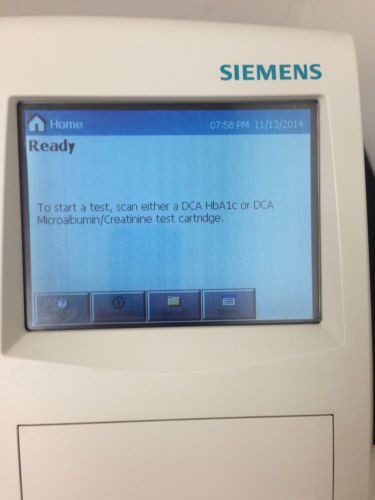 SIEMENS
Home 07:58 PM 11/13/2014
Ready
To start a test, scan either a DCA HbA1c or DCA
Microalbumin/Creatinine test cartridge.
Menu